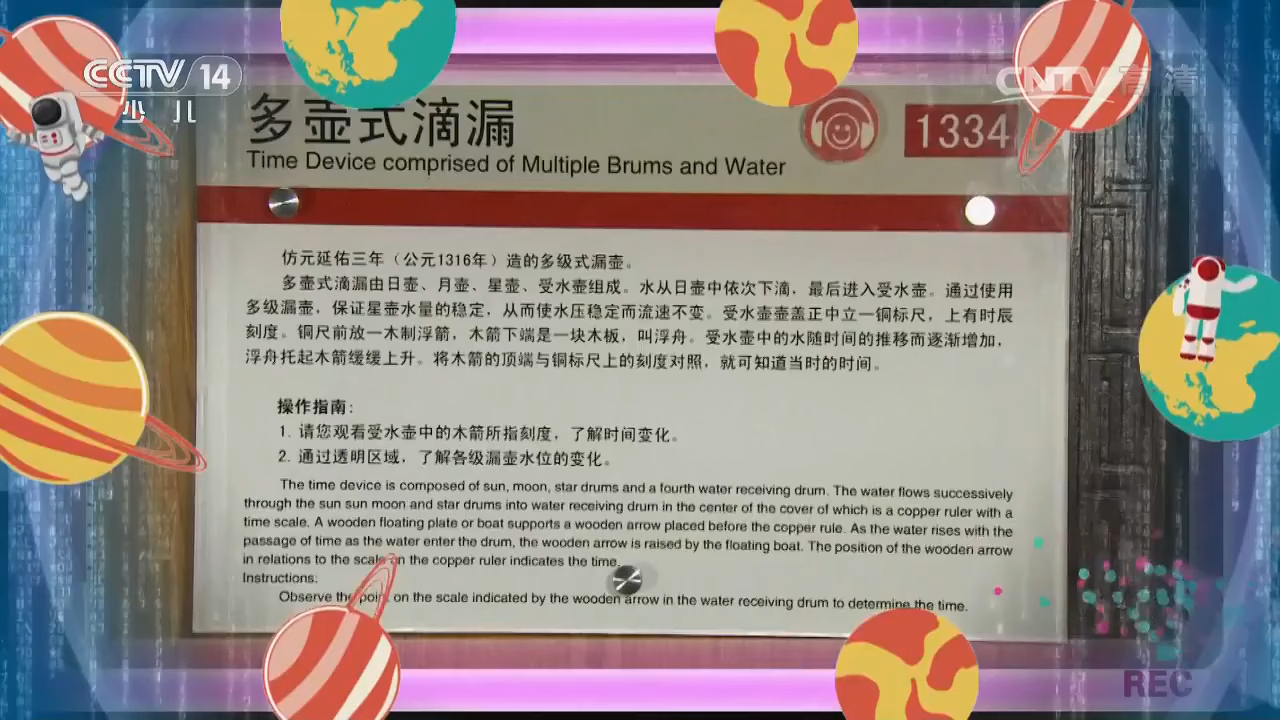 CCTV 14
少儿
CNTV 高清
多壶式滴漏
1334
Time Device comprised of Multiple Brums and Water
仿元延佑三年（公元1316年）造的多级式漏壶。
多壶式滴漏由日壶、月壶、星壶、受水壶组成。水从日壶中依次下滴，最后进入受水壶。通过使用
多级漏壶，保证星壶水量的稳定，从而使水压稳定而流速不变。受水壶壶盖正中立一铜标尺，上有时辰
刻度。铜尺前放一木制浮箭，木箭下端是一块木板，叫浮舟。受水壶中的水随时间的推移而逐渐增加，
浮舟托起木箭缓缓上升。将木箭的顶端与铜标尺上的刻度对照，就可知道当时的时间。
操作指南：
1. 请您观看受水壶中的木箭所指刻度，了解时间变化。
2. 通过透明区域，了解各级漏壶水位的变化。
The time device is composed of sun, moon, star drums and a fourth water receiving drum. The water flows successively
through the sun sun moon and star drums into water receiving drum in the center of the cover of which is a copper ruler with a
time scale. A wooden floating plate or boat supports a wooden arrow placed before the copper rule. As the water rises with the
passage of time as the water enter the drum, the wooden arrow is raised by the floating boat. The position of the wooden arrow
in relations to the scale on the copper ruler indicates the time.
Instructions:
Observe the point on the scale indicated by the wooden arrow in the water receiving drum to determine the time.
REC